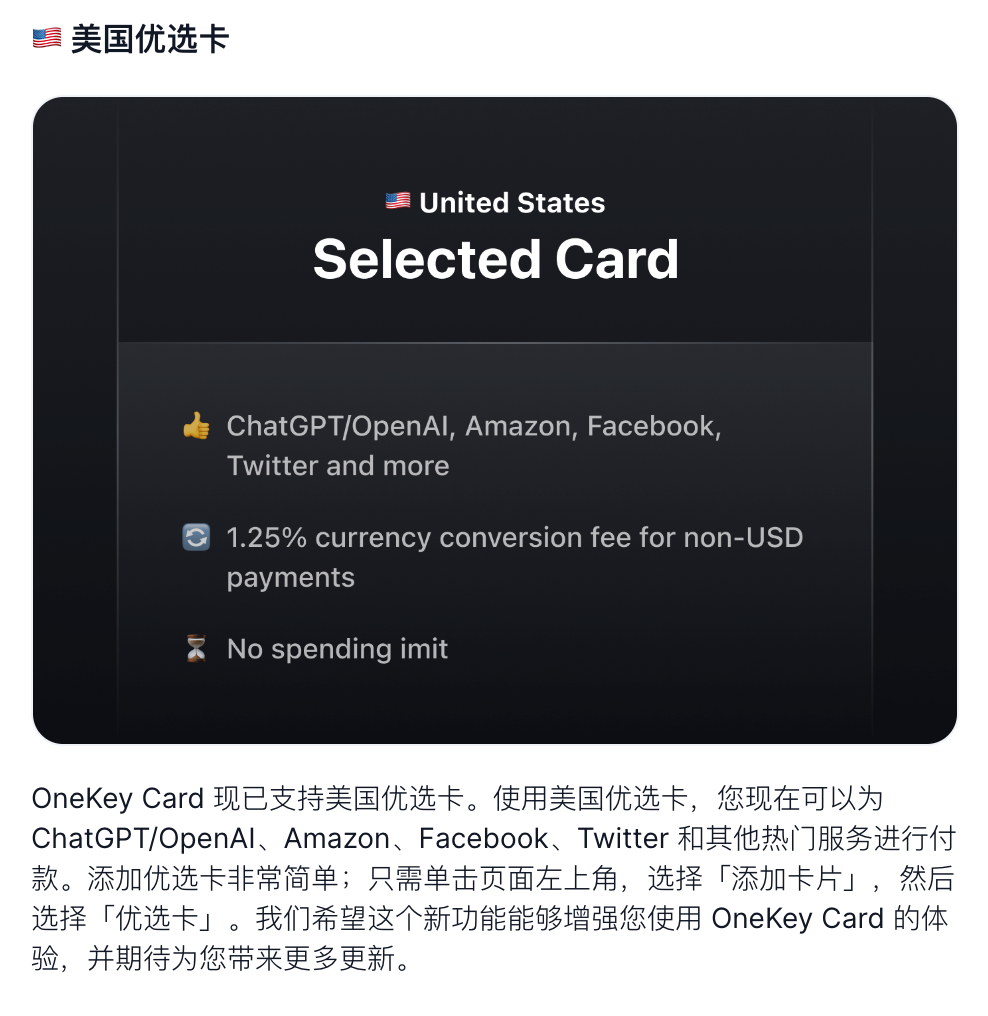 🇺🇸 美国优选卡
🇺🇸 United States
Selected Card
👍 ChatGPT/OpenAI, Amazon, Facebook,
Twitter and more
🔄 1.25% currency conversion fee for non-USD
payments
⏳ No spending imit
OneKey Card 现已支持美国优选卡。使用美国优选卡，您现在可以为
ChatGPT/OpenAI、Amazon、Facebook、Twitter 和其他热门服务进行付
款。添加优选卡非常简单；只需单击页面左上角，选择「添加卡片」，然后
选择「优选卡」。我们希望这个新功能能够增强您使用 OneKey Card 的体
验，并期待为您带来更多更新。